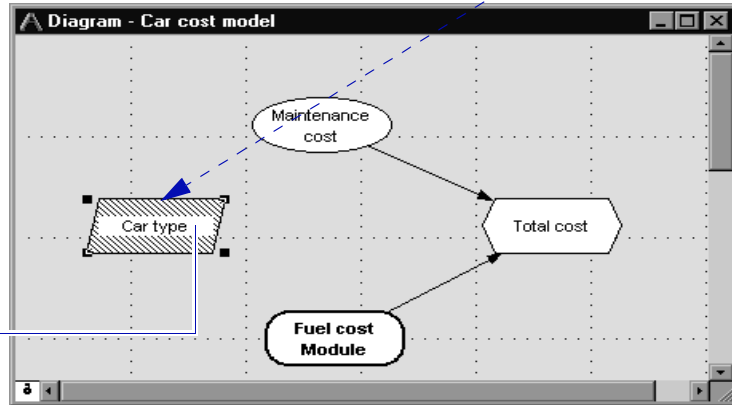 Diagram - Car cost model
Maintenance
cost
Car type
Total cost
Fuel cost
Module